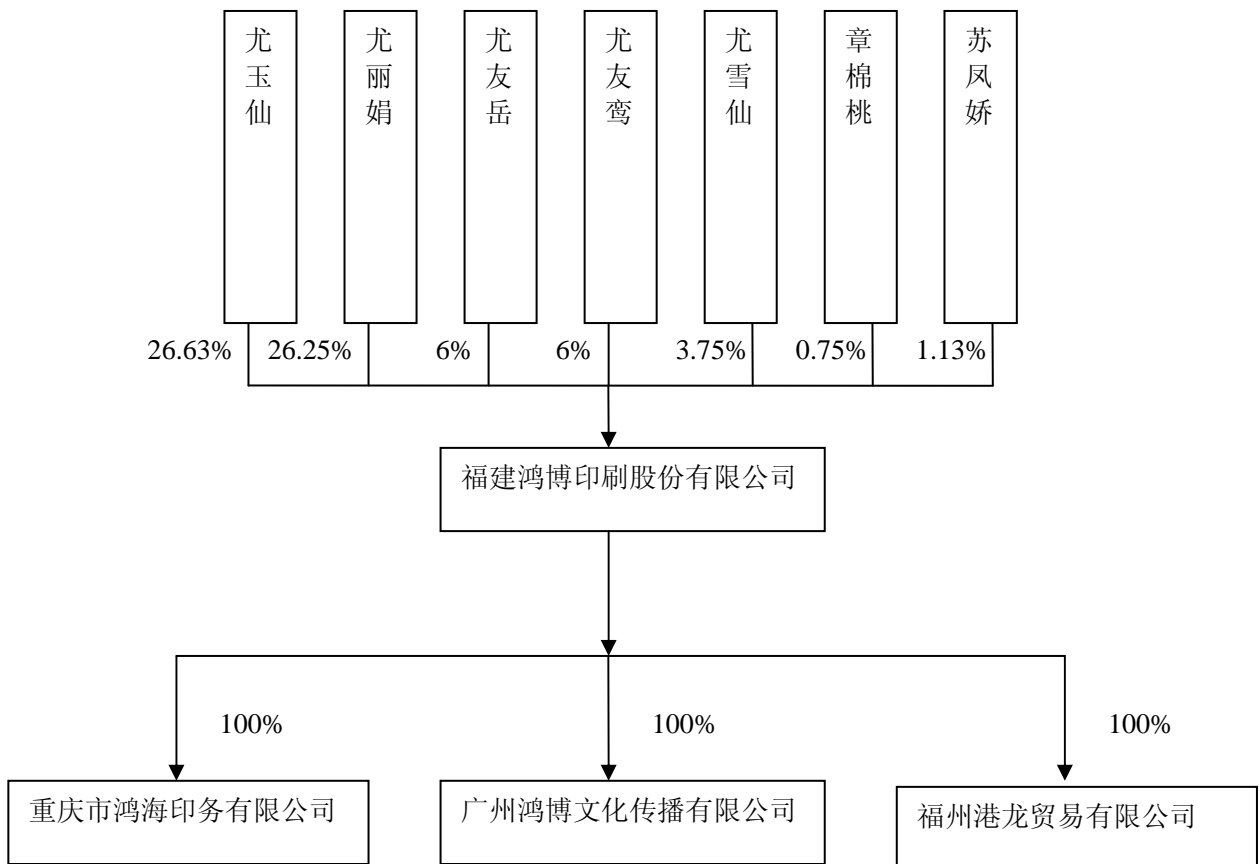 尤玉仙
尤丽娟
尤友岳
尤友鸾
尤雪仙
章棉桃
苏凤娇
26.63%
26.25%
6%
6%
3.75%
0.75%
1.13%
福建鸿博印刷股份有限公司
100%
100%
100%
重庆市鸿海印务有限公司
广州鸿博文化传播有限公司
福州港龙贸易有限公司